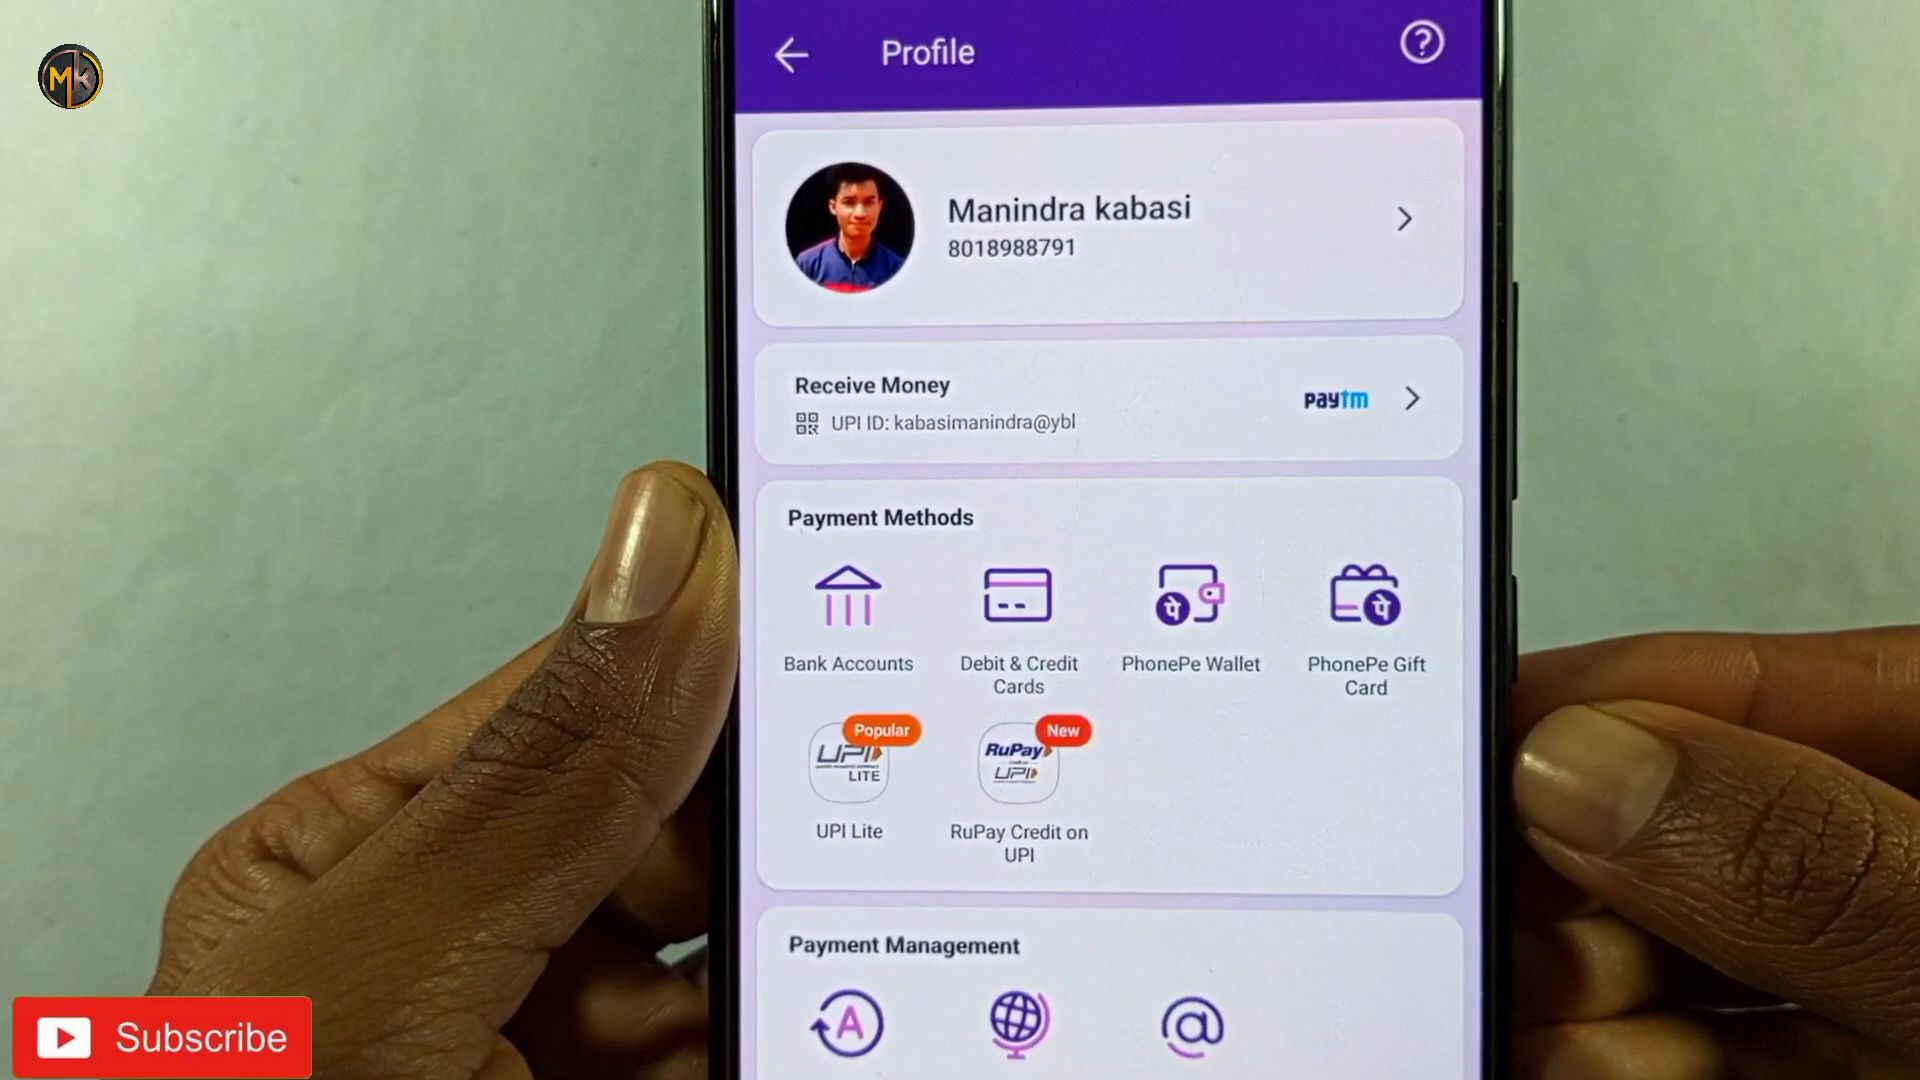 MK
Profile
Manindra kabasi
8018988791
Receive Money
UPI ID: kabasimanindra@ybl
paytm
Payment Methods
Bank Accounts
Debit & Credit
Cards
PhonePe Wallet
पे
PhonePe Gift
Card
पे
Popular
UPI
LITE
UPI Lite
New
RuPay
UPI
RuPay Credit on
UPI
Payment Management
A
@
Subscribe